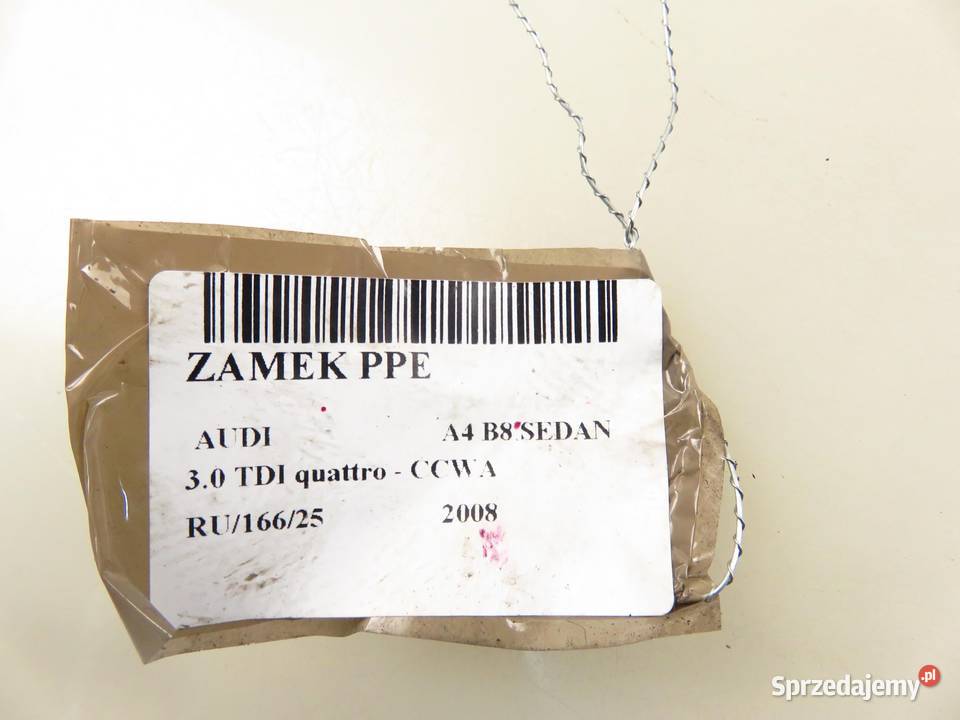 ZAMEK PPE
AUDI A4 B8 SEDAN
3.0 TDI quattro - CCWA
RU/166/25 2008
Sprzedajemy.pl